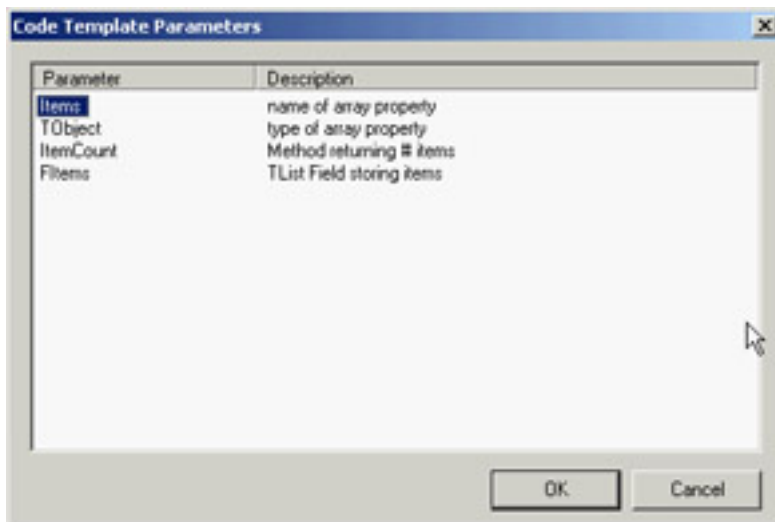 Code Template Parameters
Parameter Description
Items name of array property
TObject type of array property
ItemCount Method returning # items
FItems TList Field storing items
OK Cancel